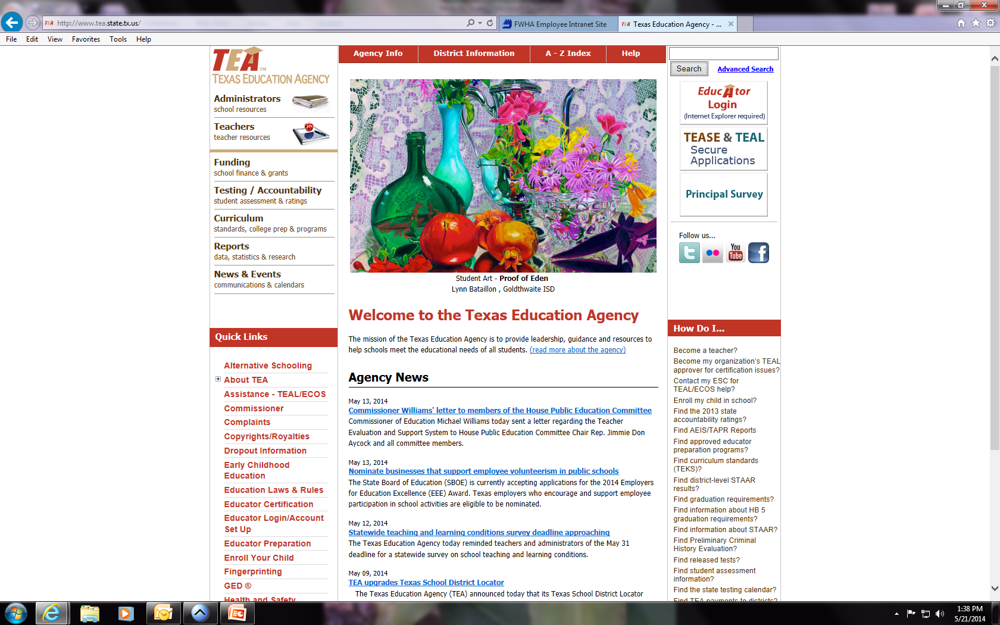 http://www.tea.state.tx.us/
FWHA Employee Intranet Site
TEA Texas Education Agency - ...
File Edit View Favorites Tools Help
TEA™
TEXAS EDUCATION AGENCY
Administrators
school resources
Teachers
teacher resources
Funding
school finance & grants
Testing / Accountability
student assessment & ratings
Curriculum
standards, college prep & programs
Reports
data, statistics & research
News & Events
communications & calendars
Quick Links
Alternative Schooling
About TEA
Assistance - TEAL/ECOS
Commissioner
Complaints
Copyrights/Royalties
Dropout Information
Early Childhood
Education
Education Laws & Rules
Educator Certification
Educator Login/Account
Set Up
Educator Preparation
Enroll Your Child
Fingerprinting
GED ®
Health and Safety
Agency Info District Information A - Z Index Help
Student Art - Proof of Eden
Lynn Bataillon , Goldthwaite ISD
Welcome to the Texas Education Agency
The mission of the Texas Education Agency is to provide leadership, guidance and resources to
help schools meet the educational needs of all students. (read more about the agency)
Agency News
May 13, 2014
Commissioner Williams' letter to members of the House Public Education Committee
Commissioner of Education Michael Williams today sent a letter regarding the Teacher
Evaluation and Support System to House Public Education Committee Chair Rep. Jimmie Don
Aycock and all committee members.
May 13, 2014
Nominate businesses that support employee volunteerism in public schools
The State Board of Education (SBOE) is currently accepting applications for the 2014 Employers
for Education Excellence (EEE) Award. Texas employers who encourage and support employee
participation in school activities are eligible to be nominated.
May 12, 2014
Statewide teaching and learning conditions survey deadline approaching
The Texas Education Agency today reminded teachers and administrators of the May 31
deadline for a statewide survey on school teaching and learning conditions.
May 09, 2014
TEA upgrades Texas School District Locator
The Texas Education Agency (TEA) announced today that its Texas School District Locator
Search Advanced Search
EducAtor
Login
(Internet Explorer required)
TEASE & TEAL
Secure
Applications
Principal Survey
Follow us...
You
Tube
How Do I...
Become a teacher?
Become my organization's TEAL
approver for certification issues?
Contact my ESC for
TEAL/ECOS help?
Enroll my child in school?
Find the 2013 state
accountability ratings?
Find AEIS/TAPR Reports
Find approved educator
preparation programs?
Find curriculum standards
(TEKS)?
Find district-level STAAR
results?
Find graduation requirements?
Find information about HB 5
graduation requirements?
Find information about STAAR?
Find Preliminary Criminal
History Evaluation?
Find released tests?
Find student assessment
information?
Find the state testing calendar?
Find TEA payments to districts?
1:38 PM
5/21/2014